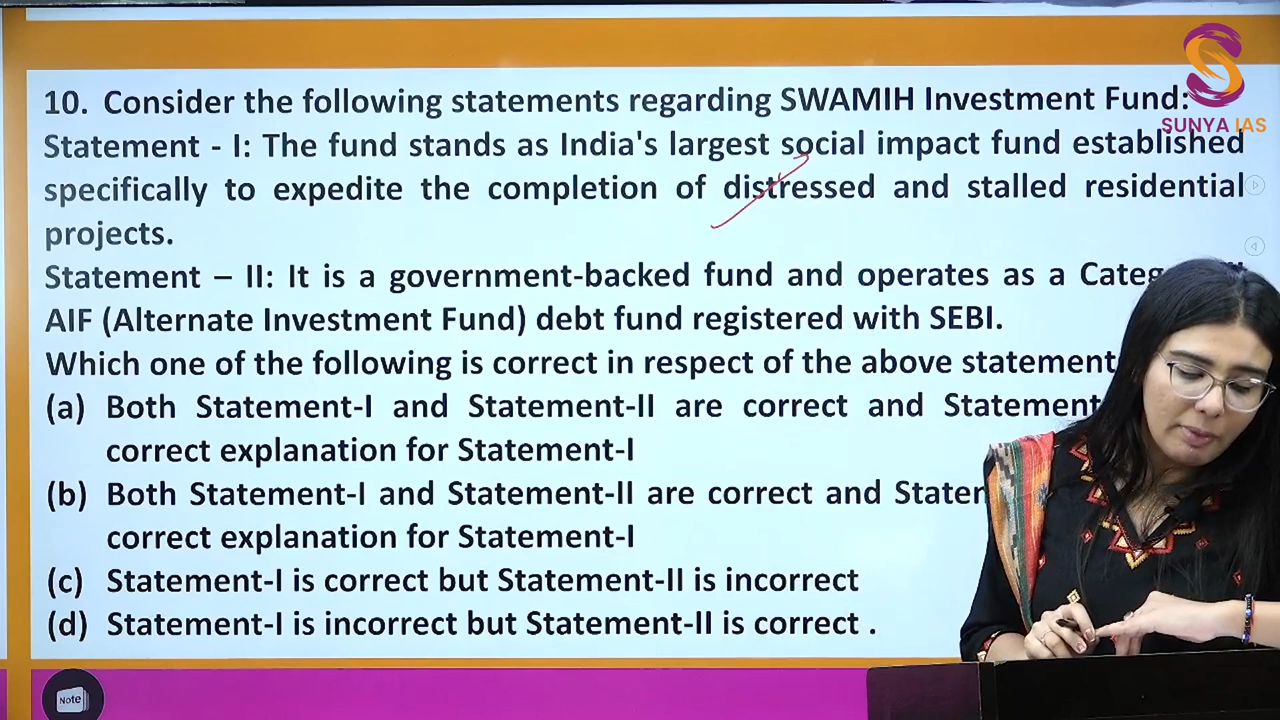 10. Consider the following statements regarding SWAMIH Investment Fund:
SUNYA IAS
Statement - I: The fund stands as India's largest social impact fund established
specifically to expedite the completion of distressed and stalled residential
projects.
Statement – II: It is a government-backed fund and operates as a
AIF (Alternate Investment Fund) debt fund registered with SEBI.
Which one of the following is correct in respect of the above
(a) Both Statement-I and Statement-II are correct and
correct explanation for Statement-I
(b) Both Statement-I and Statement-II are correct and
correct explanation for Statement-I
(c) Statement-I is correct but Statement-II is incorrect
(d) Statement-I is incorrect but Statement-II is correct .
Note